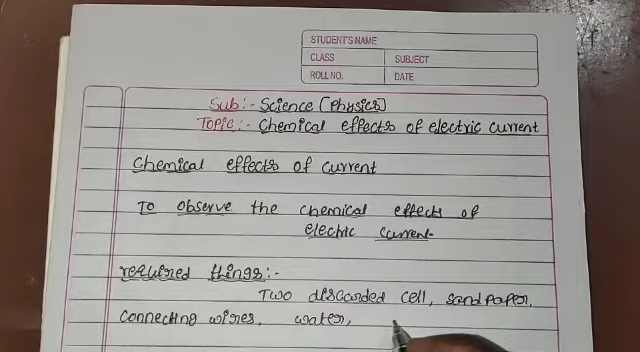 STUDENT'S NAME
CLASS SUBJECT
ROLL NO. DATE
Sub:- Science (Physics)
Topic:- Chemical effects of electric current
Chemical effects of current
To observe the chemical effects of
electric current.
required things:-
Two discarded cell, sand paper,
connecting wires, water,